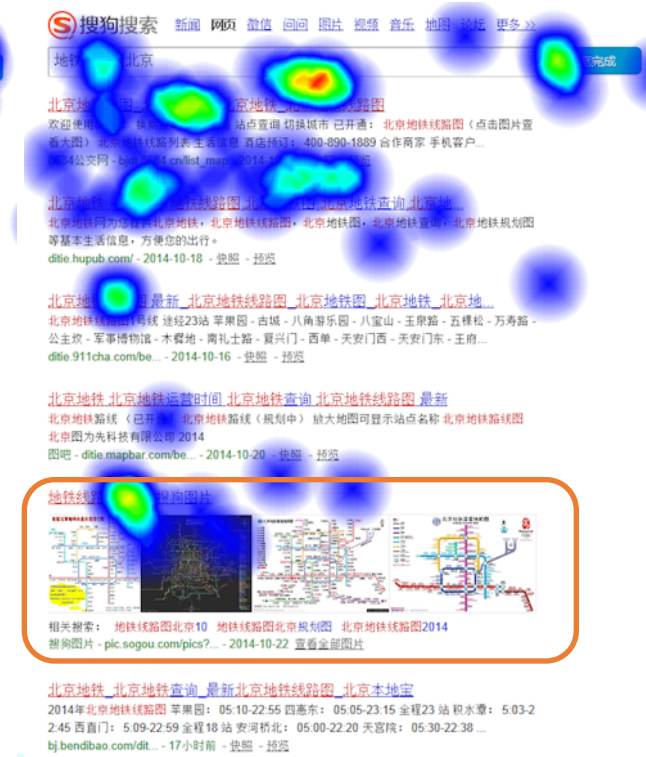 搜狗搜索 新闻 网页 微信 问问 图片 视频 音乐 地图 论坛 更多 >>
地铁 北京 完成
北京地 图_ 京地铁_ 线路图
欢迎使用 站点查询 切换城市 已开通： 北京地铁线路图（点击图片查
看大图） 北京地铁线路列表 生活信息 酒店预订： 400-890-1889 合作商家 手机客户...
公交网 - .cn/list_map
北京地铁 线路图 北 图,北京地铁查询,北京地...
北京地铁网为您提供北京地铁，北京地铁线路图，北京地铁图，北京地铁查询，北京地铁规划图
等基本生活信息，方便您的出行。
ditie.hupub.com/ - 2014-10-18 - 快照 - 预览
北京地 最新_北京地铁线路图_北京地铁图_北京地铁_北京地...
北京地铁线路图1号线 途经23站 苹果园 - 古城 - 八角游乐园 - 八宝山 - 玉泉路 - 五棵松 - 万寿路 -
公主坟 - 军事博物馆 - 木樨地 - 南礼士路 - 复兴门 - 西单 - 天安门西 - 天安门东 - 王府...
ditie.911cha.com/be... - 2014-10-16 - 快照 - 预览
北京地铁 北京地铁运营时间 北京地铁查询 北京地铁线路图 最新
北京地铁路线 （已开 北京地铁路线（规划中） 放大地图可显示站点名称 北京地铁线路图
北京图为先科技有限公司 2014
图吧 - ditie.mapbar.com/be... - 2014-10-20 - 快照 - 预览
地铁线 搜狗图片
相关搜索： 地铁线路图北京10 地铁线路图北京规划图 北京地铁线路图2014
搜狗图片 - pic.sogou.com/pics?... - 2014-10-22 查看全部图片
北京地铁_北京地铁查询_最新北京地铁线路图_北京本地宝
2014年北京地铁线路图 苹果园： 05:10-22:55 四惠东： 05:05-23:15 全程23 站 积水潭： 5:03-2
2:45 西直门： 5:09-22:59 全程18 站 安河桥北： 05:00-22:20 天宫院： 05:30-22:38 ...
bj.bendibao.com/dit... - 17小时前 - 快照 - 预览